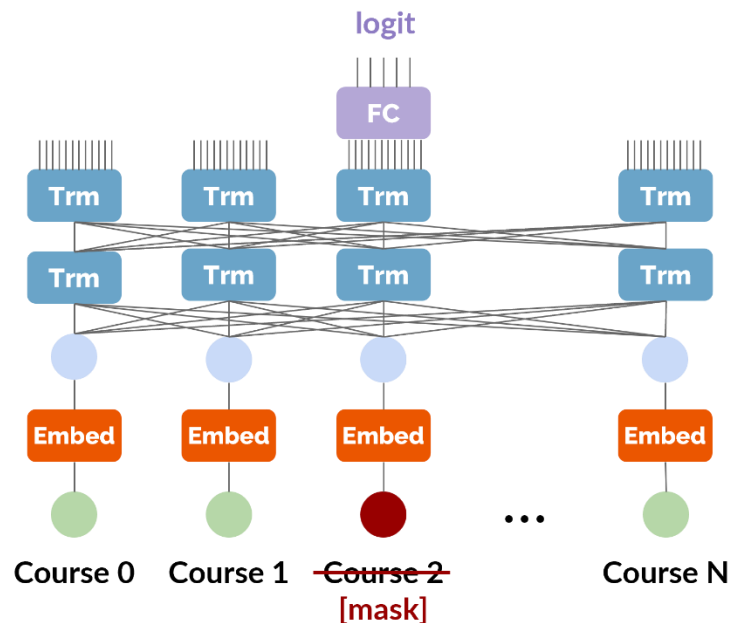 logit
FC
Trm Trm Trm Trm
Trm Trm Trm Trm
Embed Embed Embed Embed
...
Course 0 Course 1 Course 2 Course N
[mask]